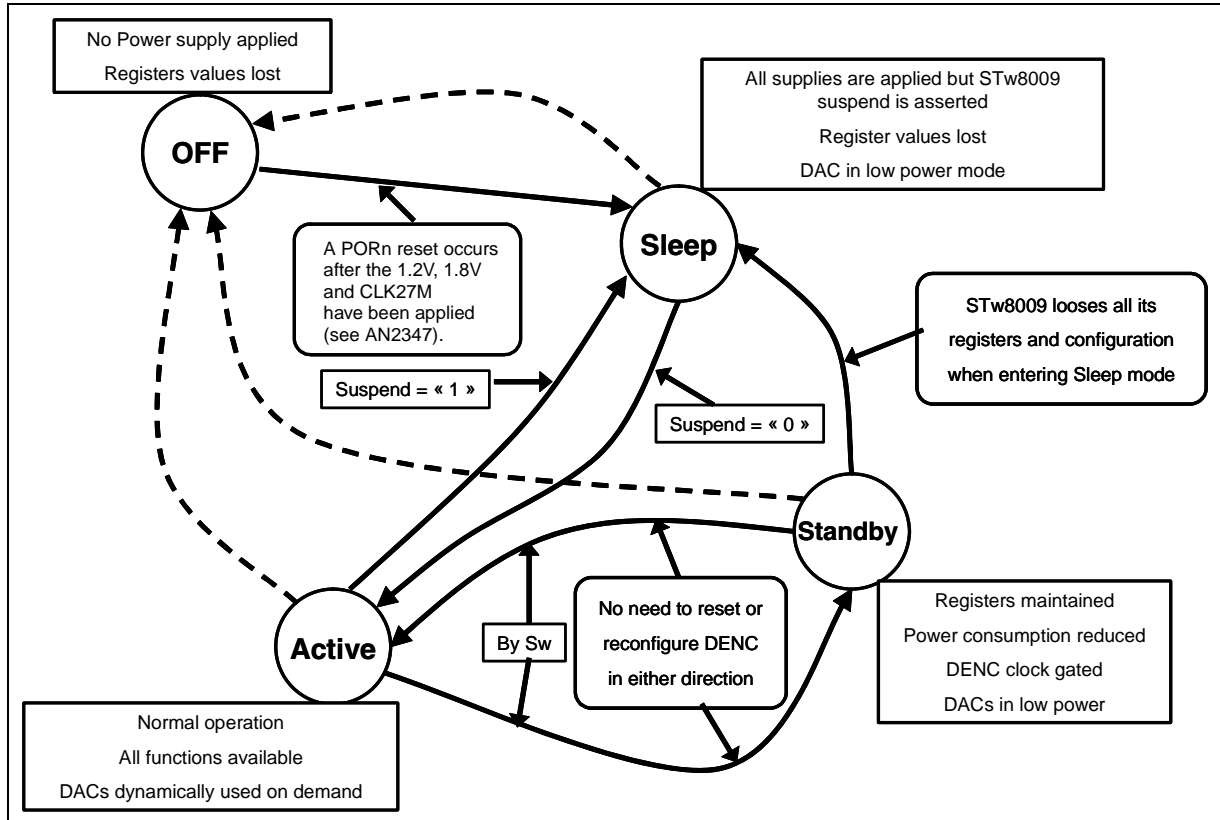 No Power supply applied
Registers values lost
OFF
All supplies are applied but STw8009
suspend is asserted
Register values lost
DAC in low power mode
Sleep
A PORn reset occurs
after the 1.2V, 1.8V
and CLK27M
have been applied
(see AN2347).
STw8009 looses all its
registers and configuration
when entering Sleep mode
Suspend = « 1 »
Suspend = « 0 »
Standby
Registers maintained
Power consumption reduced
DENC clock gated
DACs in low power
No need to reset or
reconfigure DENC
in either direction
By Sw
Active
Normal operation
All functions available
DACs dynamically used on demand